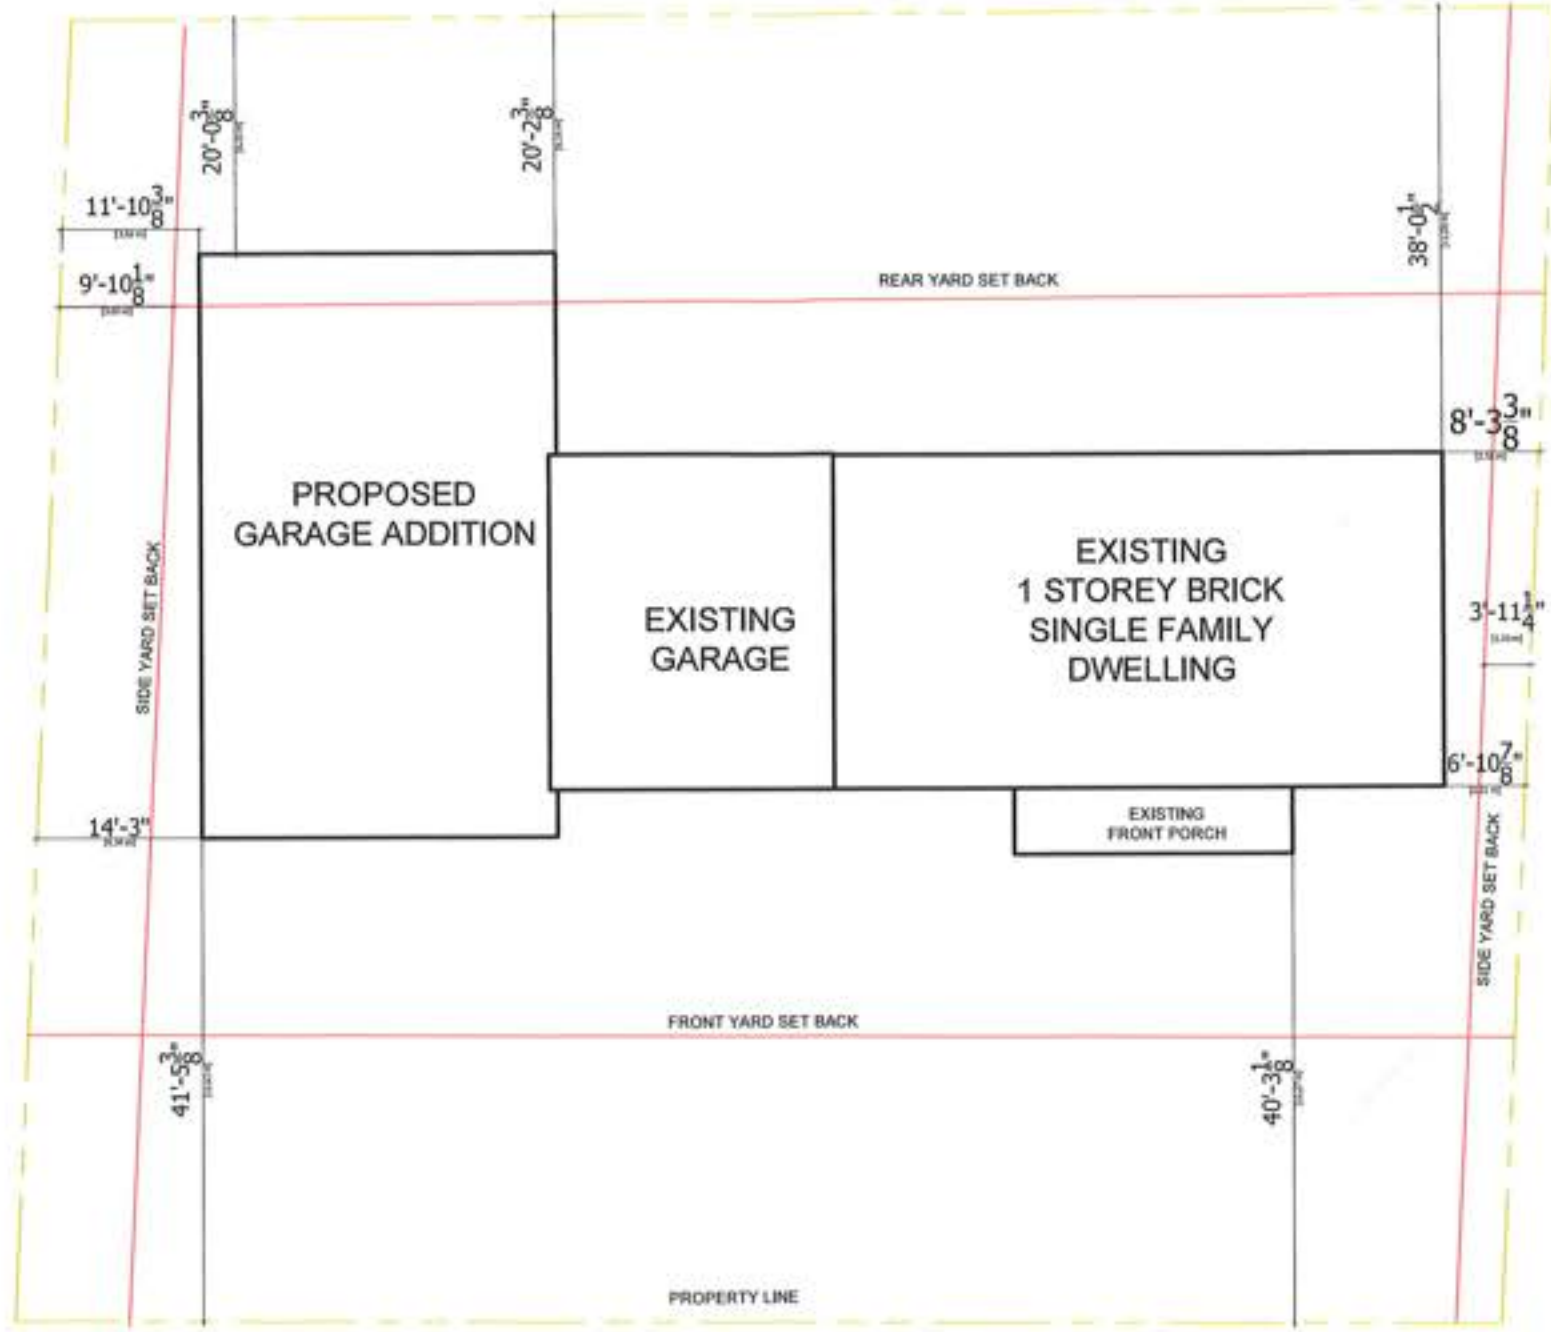 20'-0 3/8"
20'-2 3/8"
38'-0 1/2"
11'-10 3/8"
9'-10 1/8"
REAR YARD SET BACK
8'-3 3/8"
PROPOSED
GARAGE ADDITION
EXISTING
GARAGE
EXISTING
1 STOREY BRICK
SINGLE FAMILY
DWELLING
SIDE YARD SET BACK
3'-11 1/4"
6'-10 7/8"
14'-3"
EXISTING
FRONT PORCH
SIDE YARD SET BACK
FRONT YARD SET BACK
41'-5 3/8"
40'-3 1/8"
PROPERTY LINE